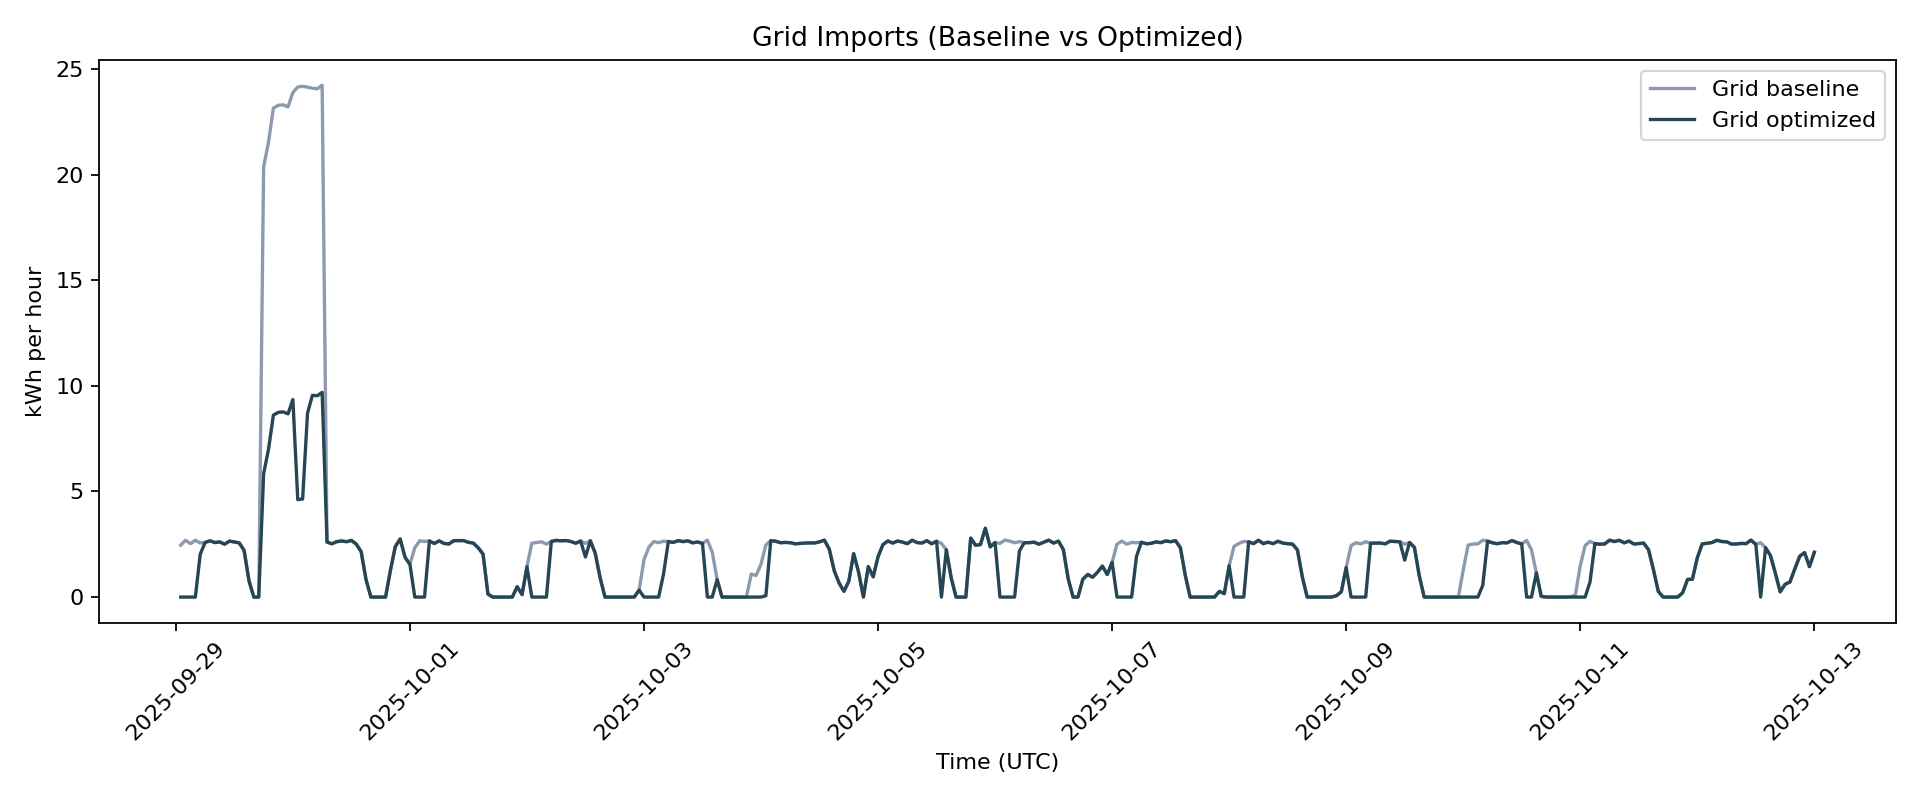 Grid Imports (Baseline vs Optimized)
25
20
15
10
5
0
kWh per hour
Grid baseline
Grid optimized
2025-09-29
2025-10-01
2025-10-03
2025-10-05
2025-10-07
2025-10-09
2025-10-11
2025-10-13
Time (UTC)